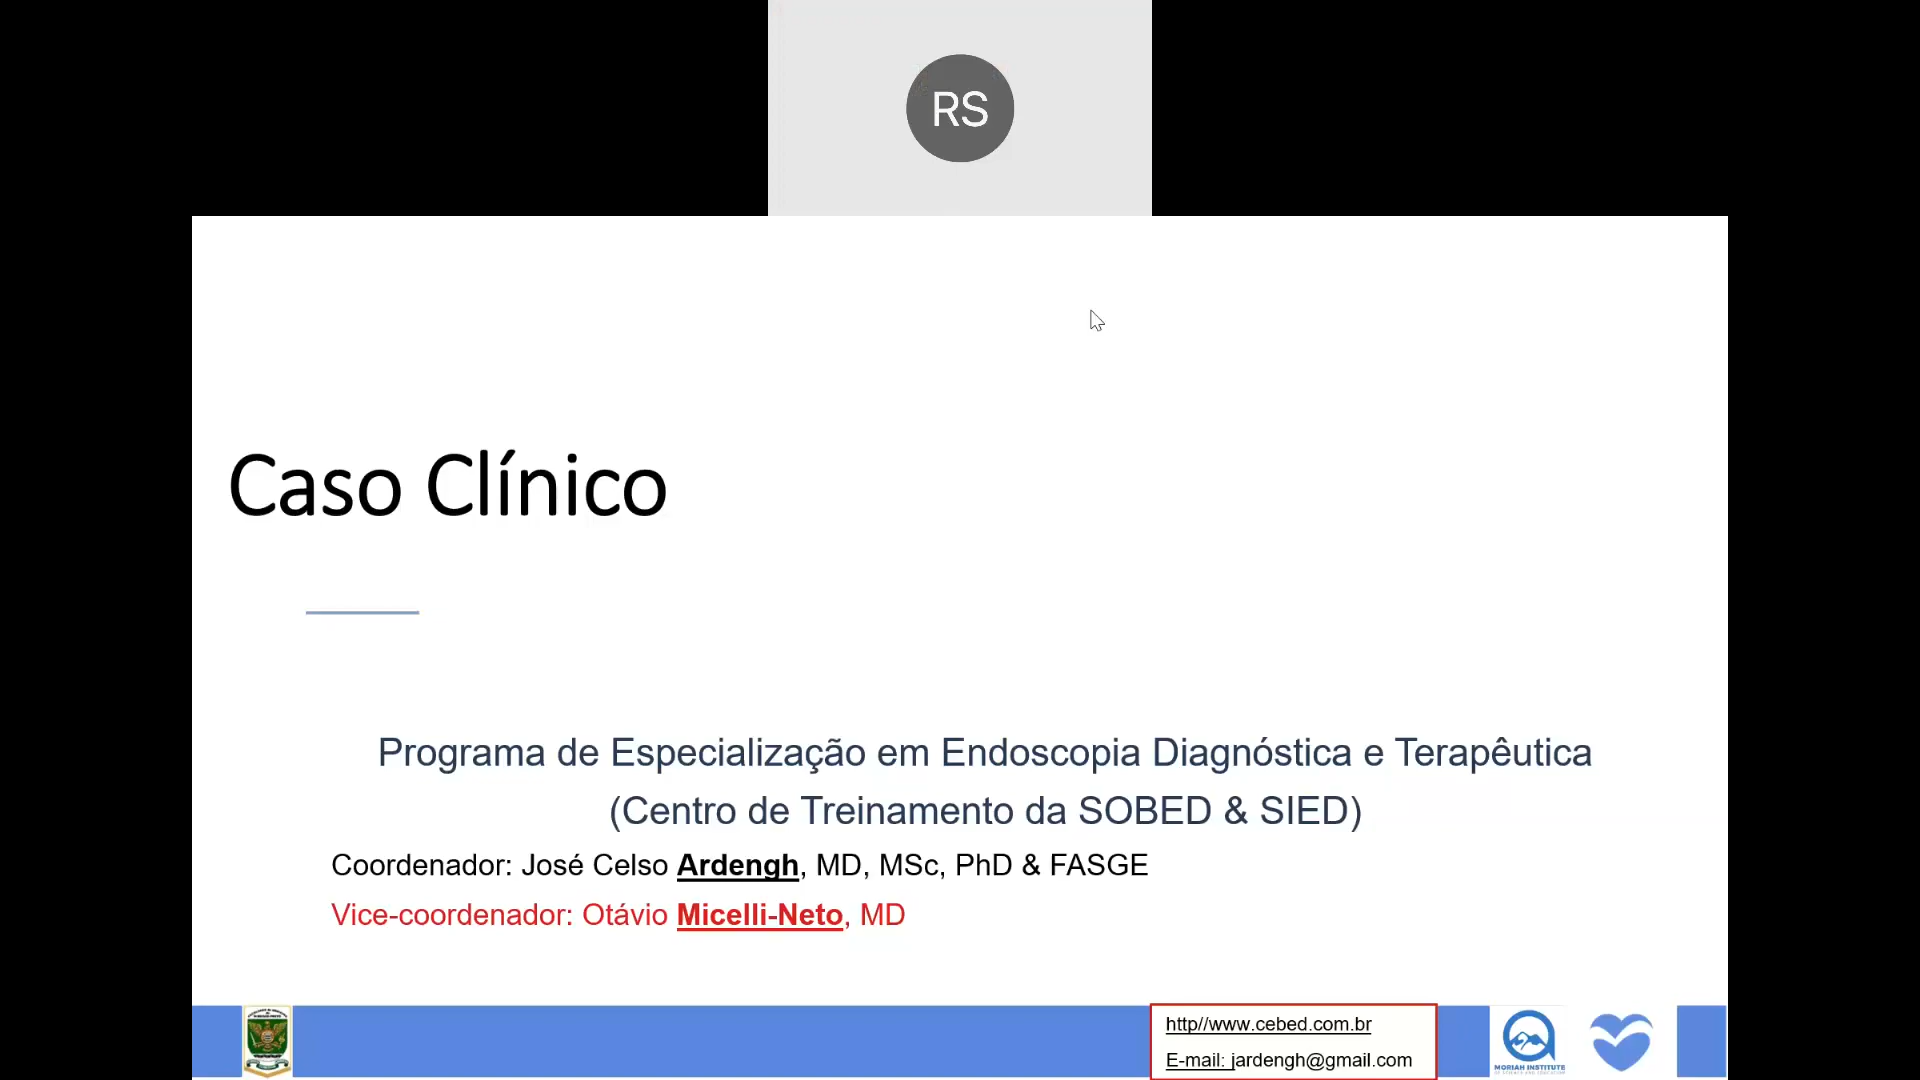 RS
Caso Clínico
Programa de Especialização em Endoscopia Diagnóstica e Terapêutica
(Centro de Treinamento da SOBED & SIED)
Coordenador: José Celso Ardengh, MD, MSc, PhD & FASGE
Vice-coordenador: Otávio Micelli-Neto, MD
http//www.cebed.com.br
E-mail: jardengh@gmail.com
MORIAH INSTITUTE